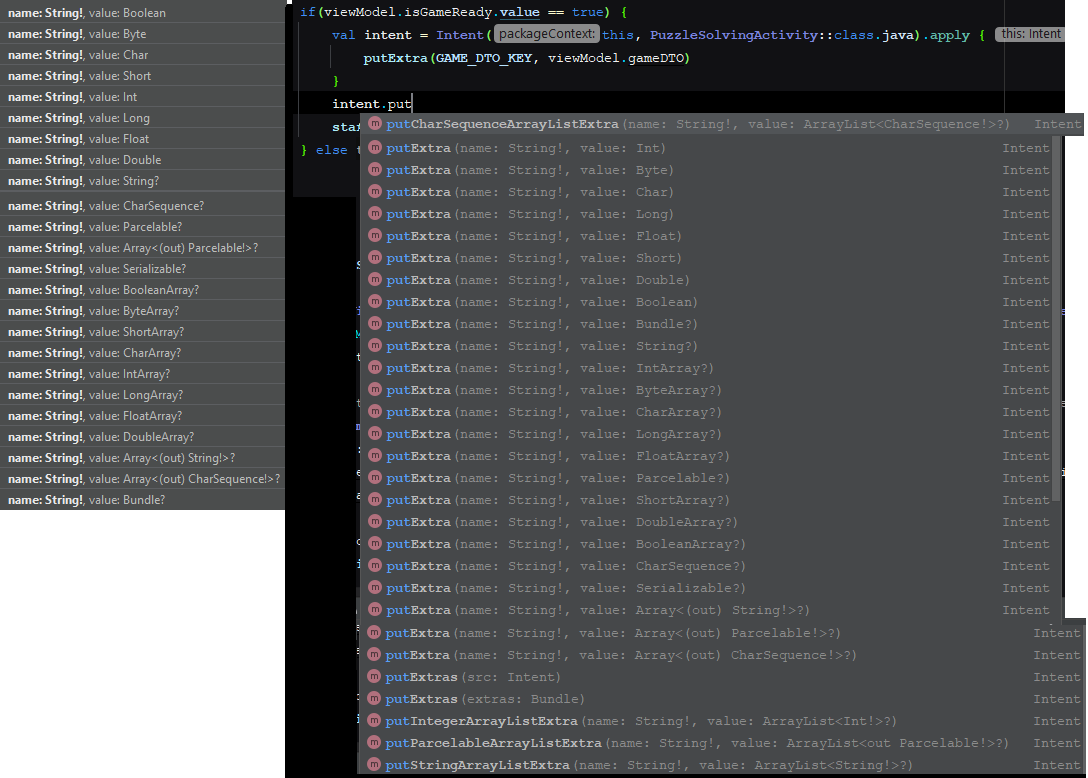 name: String!, value: Boolean
name: String!, value: Byte
name: String!, value: Char
name: String!, value: Short
name: String!, value: Int
name: String!, value: Long
name: String!, value: Float
name: String!, value: Double
name: String!, value: String?
name: String!, value: CharSequence?
name: String!, value: Parcelable?
name: String!, value: Array<(out) Parcelable!>?
name: String!, value: Serializable?
name: String!, value: BooleanArray?
name: String!, value: ByteArray?
name: String!, value: ShortArray?
name: String!, value: CharArray?
name: String!, value: IntArray?
name: String!, value: LongArray?
name: String!, value: FloatArray?
name: String!, value: DoubleArray?
name: String!, value: Array<(out) String!>?
name: String!, value: Array<(out) CharSequence!>?
name: String!, value: Bundle?
if(viewModel.isGameReady.value == true) {
val intent = Intent( packageContext: this, PuzzleSolvingActivity::class.java).apply { this: Intent
putExtra(GAME_DTO_KEY, viewModel.gameDTO)
}
intent.put
} else
m putCharSequenceArrayListExtra(name: String!, value: ArrayList<CharSequence!>?) Intent
m putExtra(name: String!, value: Int) Intent
m putExtra(name: String!, value: Byte) Intent
m putExtra(name: String!, value: Char) Intent
m putExtra(name: String!, value: Long) Intent
m putExtra(name: String!, value: Float) Intent
m putExtra(name: String!, value: Short) Intent
m putExtra(name: String!, value: Double) Intent
m putExtra(name: String!, value: Boolean) Intent
m putExtra(name: String!, value: Bundle?) Intent
m putExtra(name: String!, value: String?) Intent
m putExtra(name: String!, value: IntArray?) Intent
m putExtra(name: String!, value: ByteArray?) Intent
m putExtra(name: String!, value: CharArray?) Intent
m putExtra(name: String!, value: LongArray?) Intent
m putExtra(name: String!, value: FloatArray?) Intent
m putExtra(name: String!, value: Parcelable?) Intent
m putExtra(name: String!, value: ShortArray?) Intent
m putExtra(name: String!, value: DoubleArray?) Intent
m putExtra(name: String!, value: BooleanArray?) Intent
m putExtra(name: String!, value: CharSequence?) Intent
m putExtra(name: String!, value: Serializable?) Intent
m putExtra(name: String!, value: Array<(out) String!>?) Intent
m putExtra(name: String!, value: Array<(out) Parcelable!>?) Intent
m putExtra(name: String!, value: Array<(out) CharSequence!>?) Intent
m putExtras(src: Intent) Intent
m putExtras(extras: Bundle) Intent
m putIntegerArrayListExtra(name: String!, value: ArrayList<Int!>?) Intent
m putParcelableArrayListExtra(name: String!, value: ArrayList<out Parcelable!>?) Intent
m putStringArrayListExtra(name: String!, value: ArrayList<String!>?) Intent